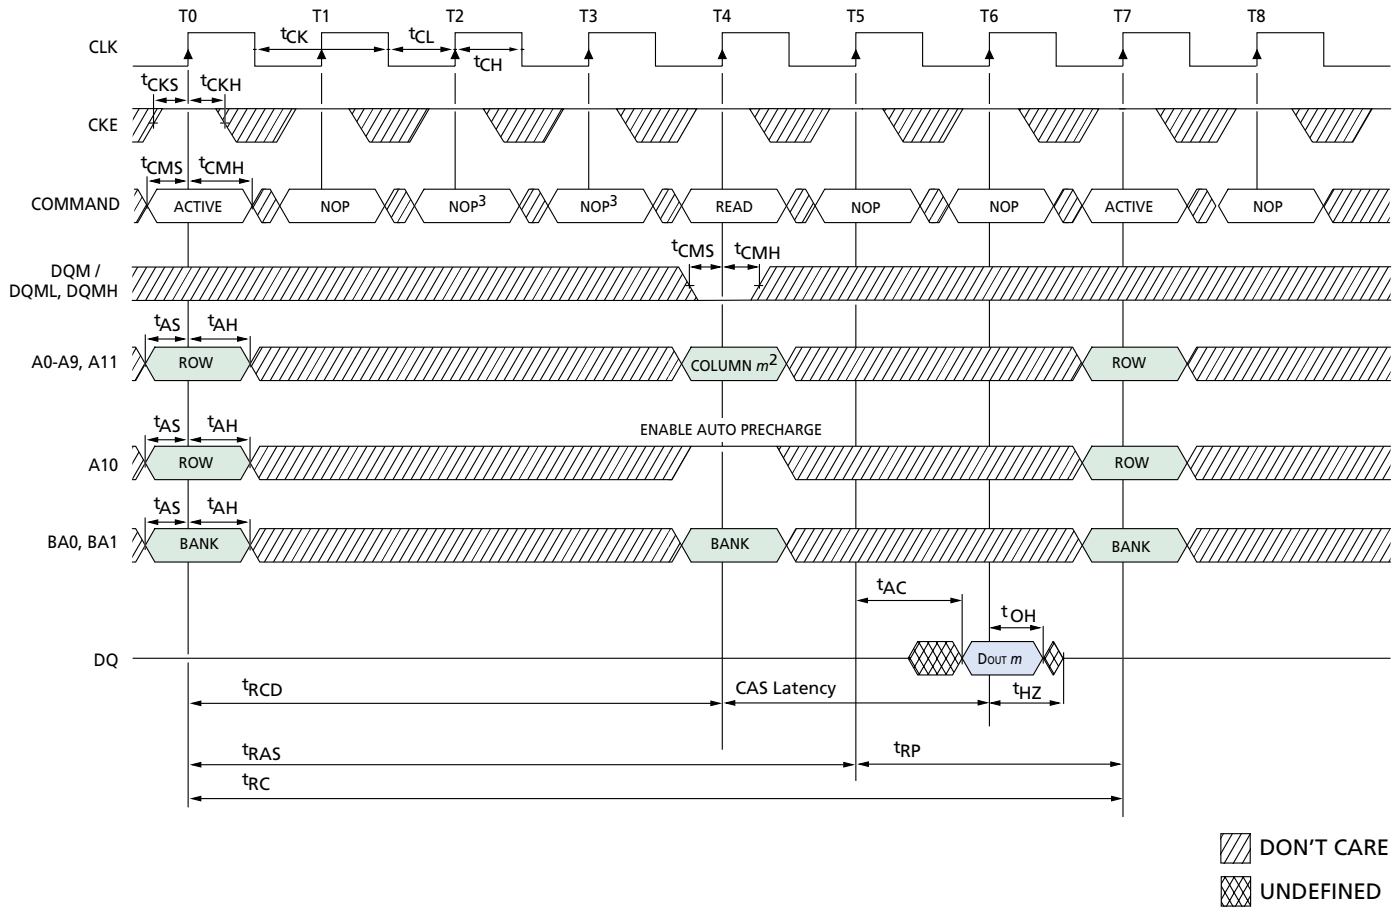 T0 T1 T2 T3 T4 T5 T6 T7 T8
CLK
tCK tCL
tCH
tCKS tCKH
CKE
tCMS tCMH
COMMAND ACTIVE NOP NOP3 NOP3 READ NOP NOP ACTIVE NOP
tCMS tCMH
DQM /
DQML, DQMH
tAS tAH
A0-A9, A11 ROW COLUMN m2 ROW
tAS tAH
ENABLE AUTO PRECHARGE
A10 ROW ROW
tAS tAH
BA0, BA1 BANK BANK BANK
tAC
tOH
DQ DOUT m
tRCD CAS Latency tHZ
tRAS tRP
tRC
DON'T CARE
UNDEFINED